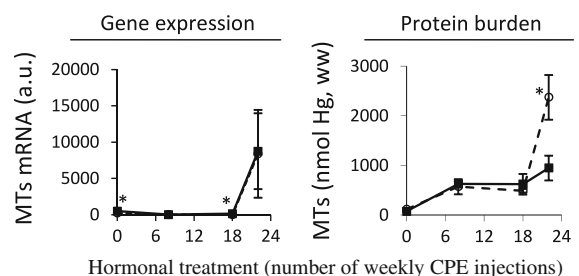 Gene expression
Protein burden
MTs mRNA (a.u.)
20000
15000
10000
5000
0
*
*
0 6 12 18 24
MTs (nmol Hg, ww)
3000
2000
1000
0
*
0 6 12 18 24
Hormonal treatment (number of weekly CPE injections)